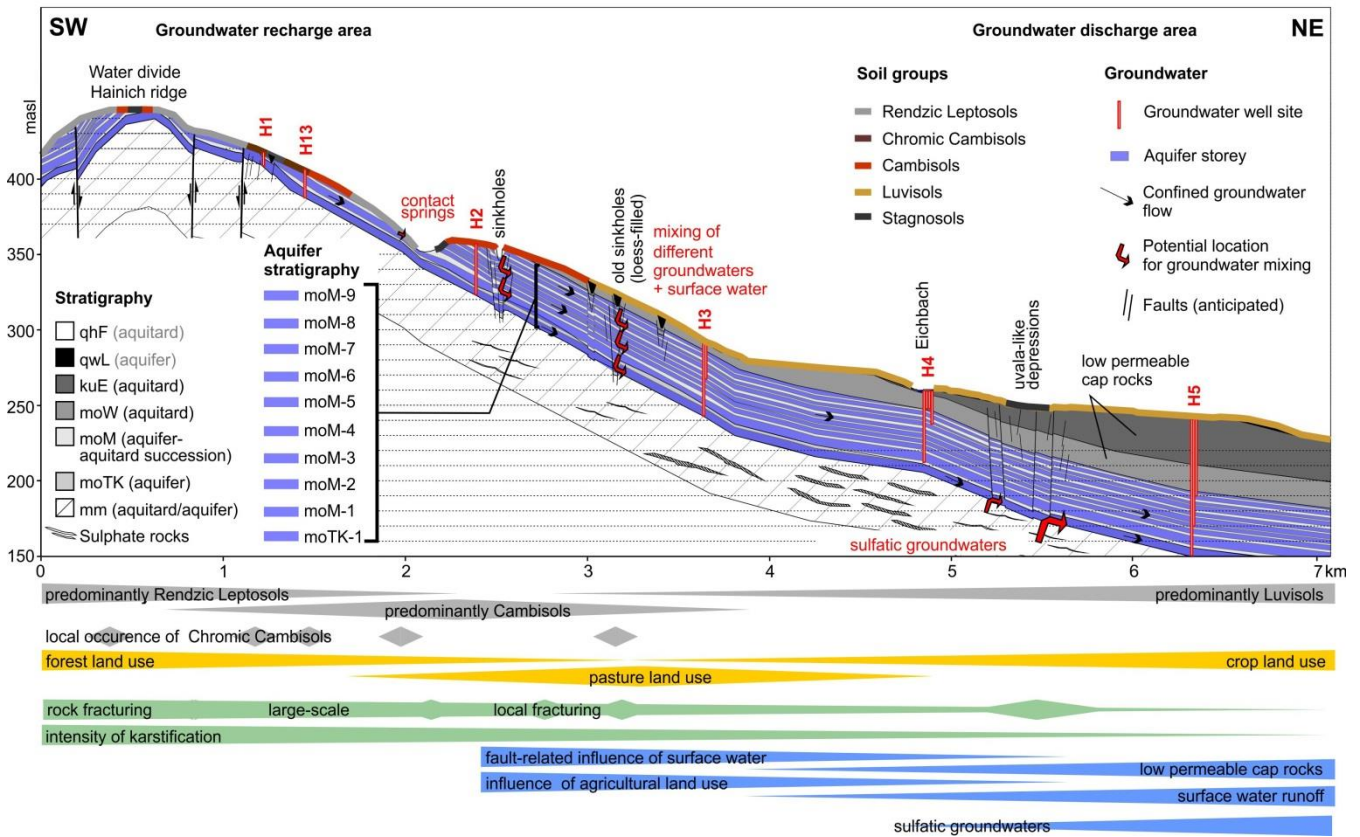 SW
Groundwater recharge area
Groundwater discharge area
NE
Water divide
Hainich ridge
masl
400
350
300
250
200
150
H1
H13
contact
springs
H2
sinkholes
old sinkholes
(loess-filled)
mixing of
different
groundwaters
+ surface water
H3
Eichbach
H4
uvala-like
depressions
low permeable
cap rocks
H5
sulfatic groundwaters
Soil groups
Rendzic Leptosols
Chromic Cambisols
Cambisols
Luvisols
Stagnosols
Groundwater
Groundwater well site
Aquifer storey
Confined groundwater
flow
Potential location
for groundwater mixing
Faults (anticipated)
Stratigraphy
qhF (aquitard)
qwL (aquifer)
kuE (aquitard)
moW (aquitard)
moM (aquifer-
aquitard succession)
moTK (aquifer)
mm (aquitard/aquifer)
Sulphate rocks
Aquifer
stratigraphy
moM-9
moM-8
moM-7
moM-6
moM-5
moM-4
moM-3
moM-2
moM-1
moTK-1
0 1 2 3 4 5 6 7 km
predominantly Rendzic Leptosols
predominantly Luvisols
predominantly Cambisols
local occurence of Chromic Cambisols
forest land use
crop land use
pasture land use
rock fracturing
large-scale
local fracturing
intensity of karstification
fault-related influence of surface water
low permeable cap rocks
influence of agricultural land use
surface water runoff
sulfatic groundwaters